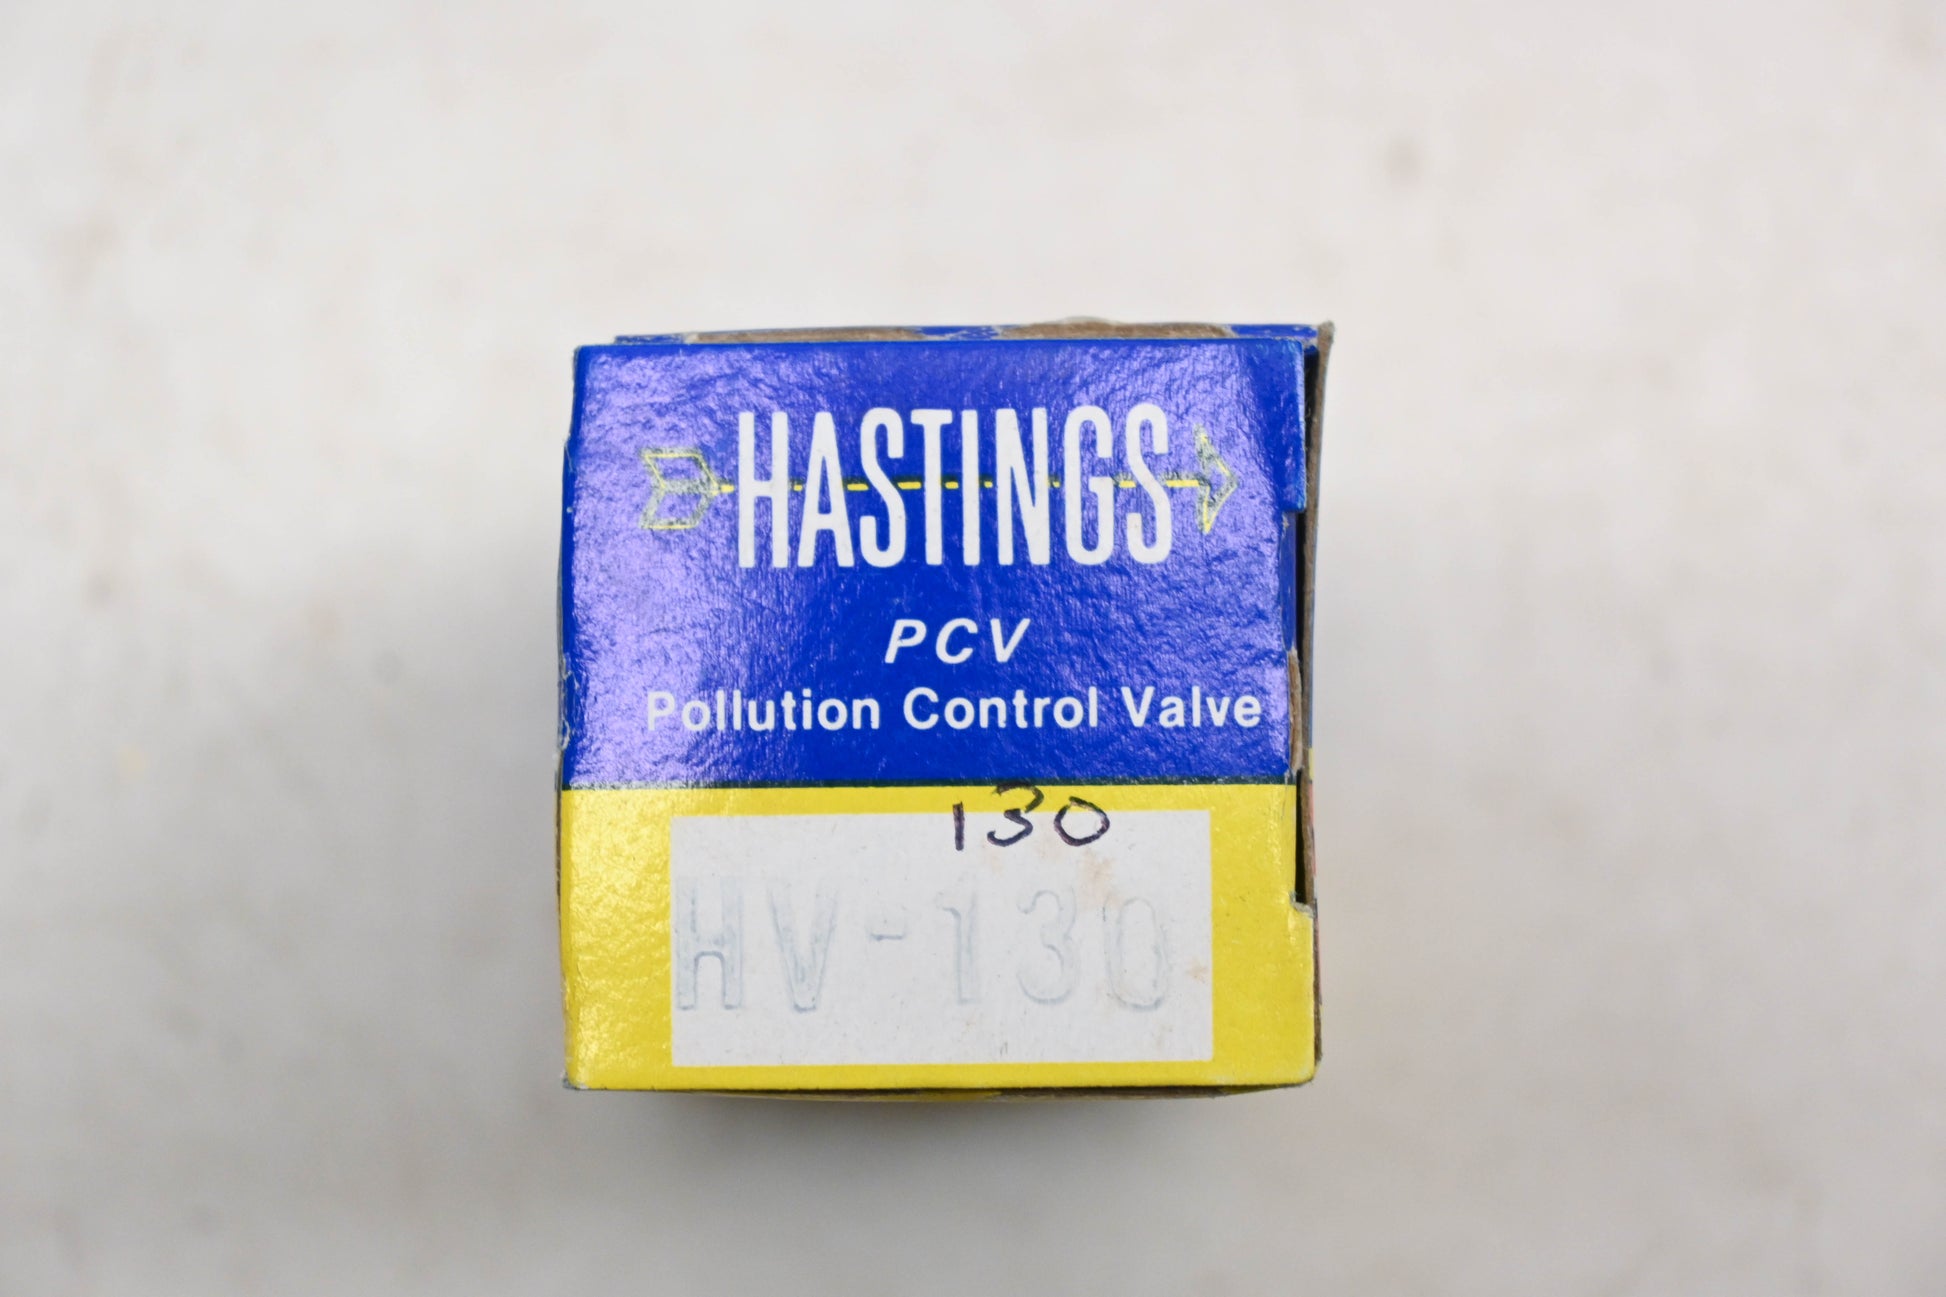 HASTINGS
PCV
Pollution Control Valve
130
HV-130